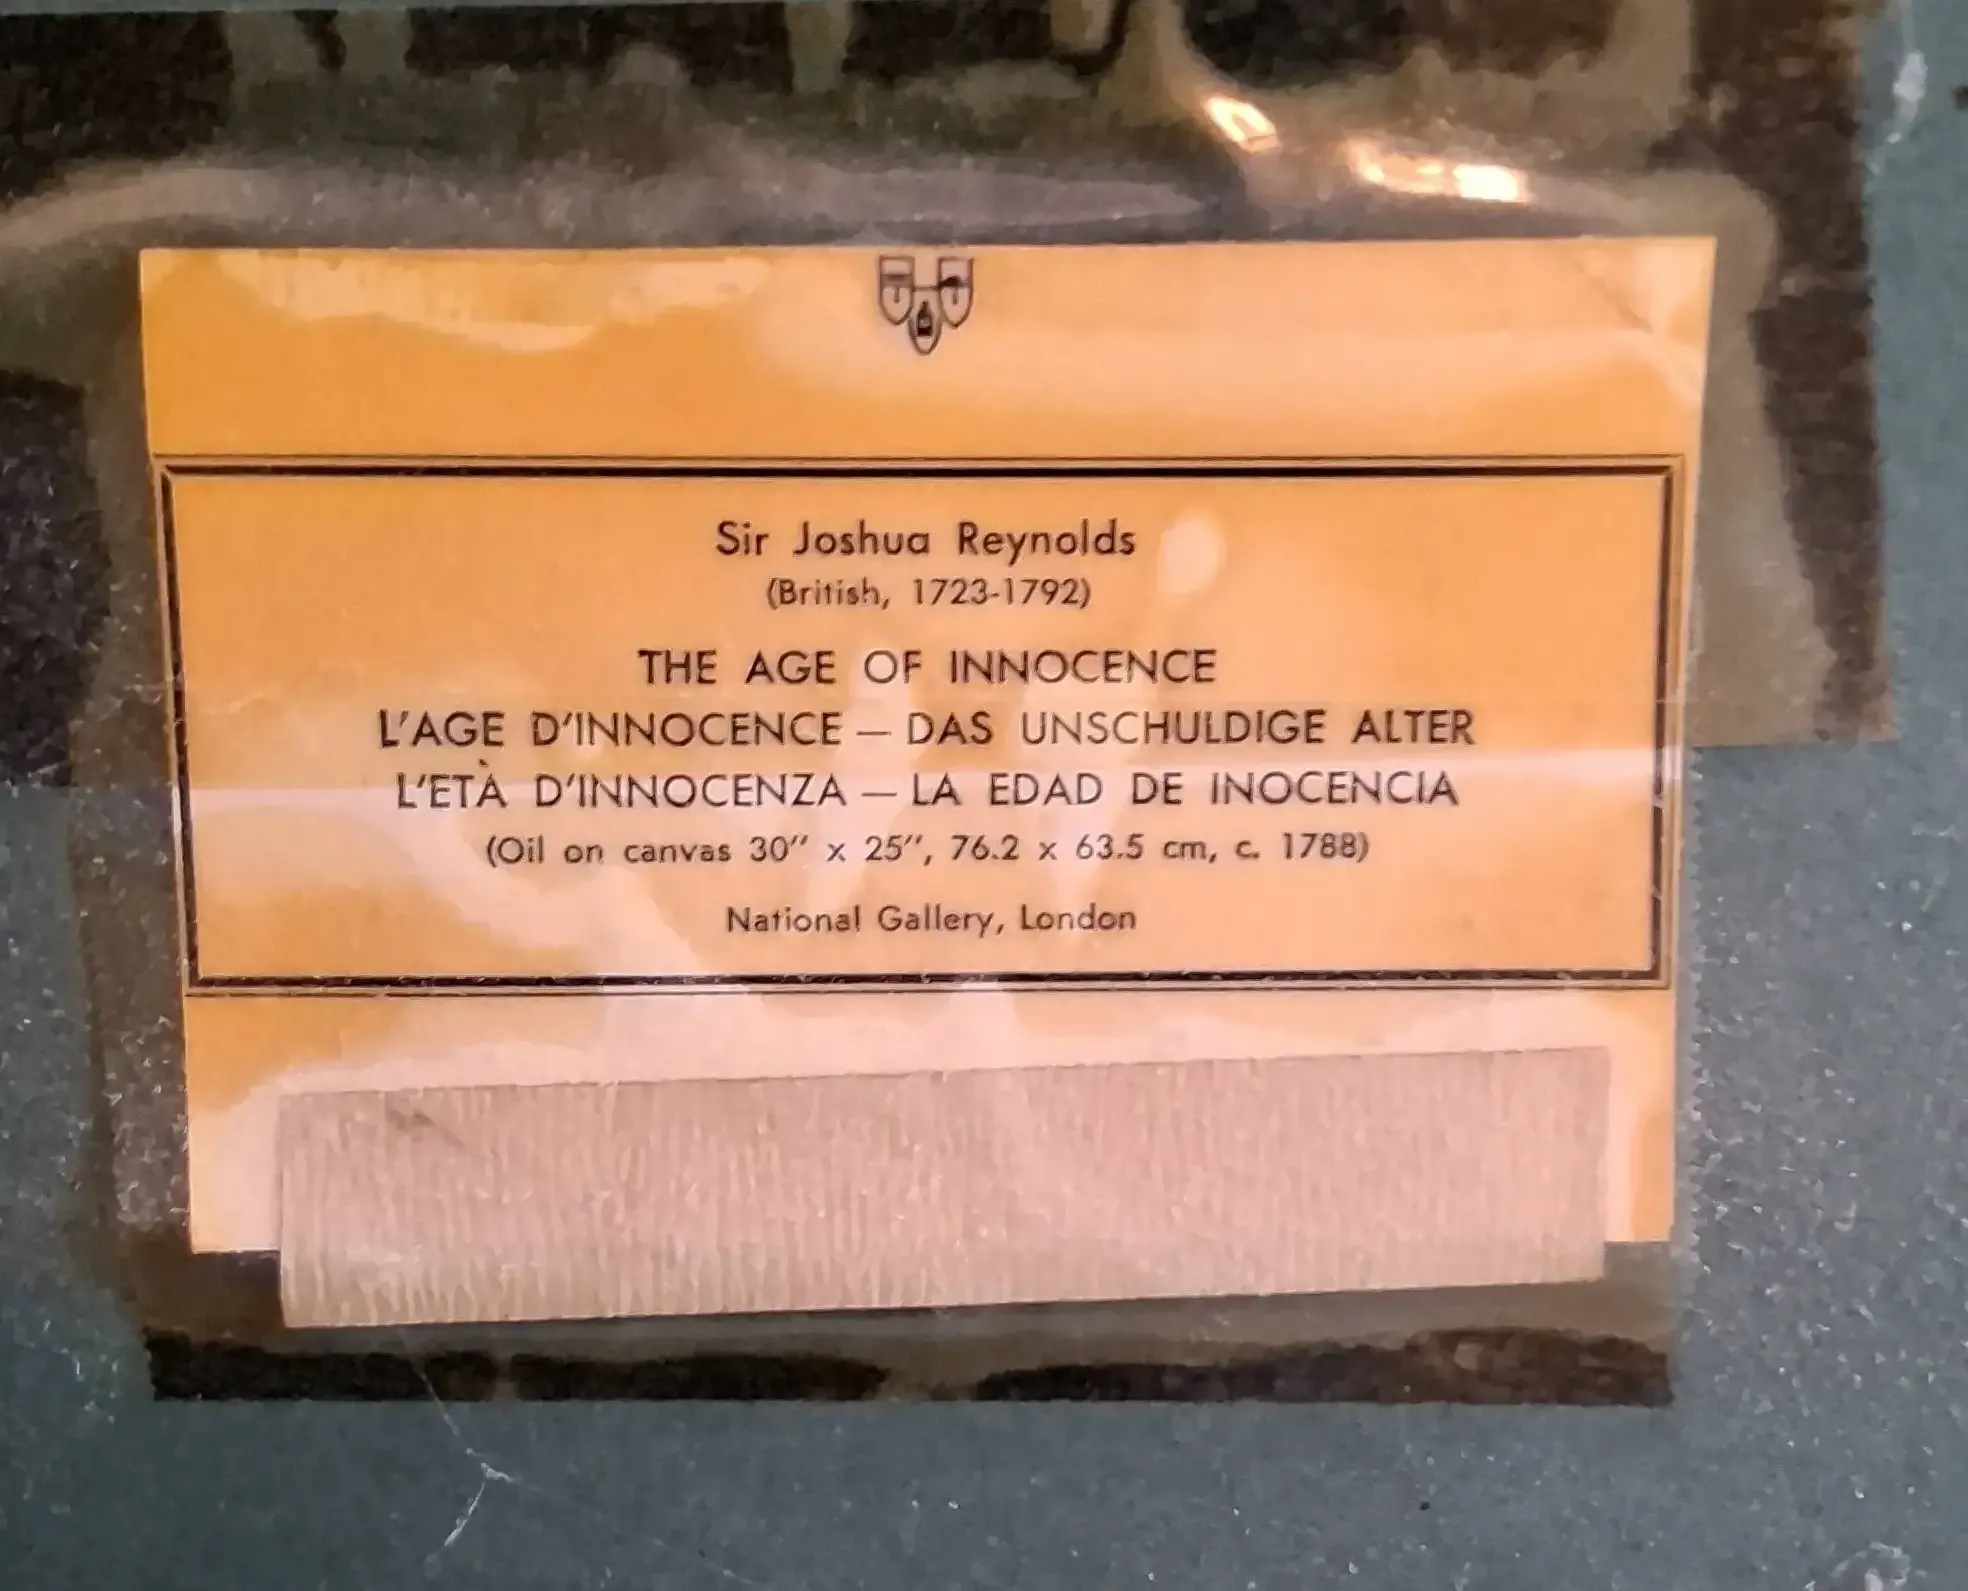 Sir Joshua Reynolds
(British, 1723-1792)
THE AGE OF INNOCENCE
L'AGE D'INNOCENCE — DAS UNSCHULDIGE ALTER
L'ETÀ D'INNOCENZA — LA EDAD DE INOCENCIA
(Oil on canvas 30" x 25", 76.2 x 63.5 cm, c. 1788)
National Gallery, London